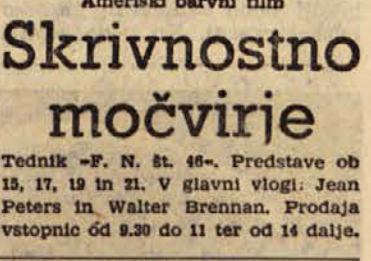 Ameriški barvni film
Skrivnostno
močvirje
Tednik »F. N. št. 46«. Predstave ob
15, 17, 19 in 21. V glavni vlogi: Jean
Peters in Walter Brennan. Prodaja
vstopnic od 9.30 do 11 ter od 14 dalje.